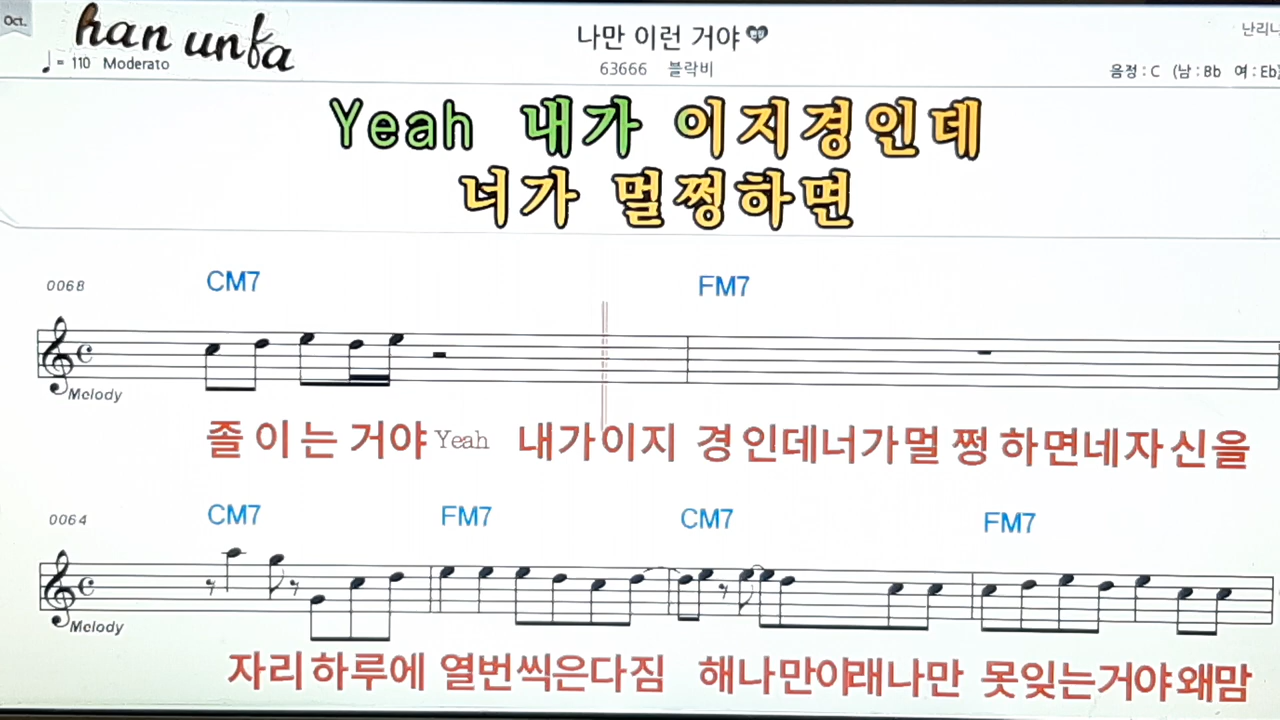 Oct.
han unfa
나만 이런 거야
난리나
♩= 110 Moderato
63666 블락비
음정 : C (남 : Bb 여 : Eb)
Yeah 내가 이지경인데
너가 멀쩡하면
0068
CM7 FM7
Melody
졸 이 는 거야 Yeah 내가이지 경 인데너가멀 쩡 하면네자 신을
0064
CM7 FM7 CM7 FM7
Melody
자리하루에 열번씩은다짐 해나만이래나만 못잊는거야왜맘